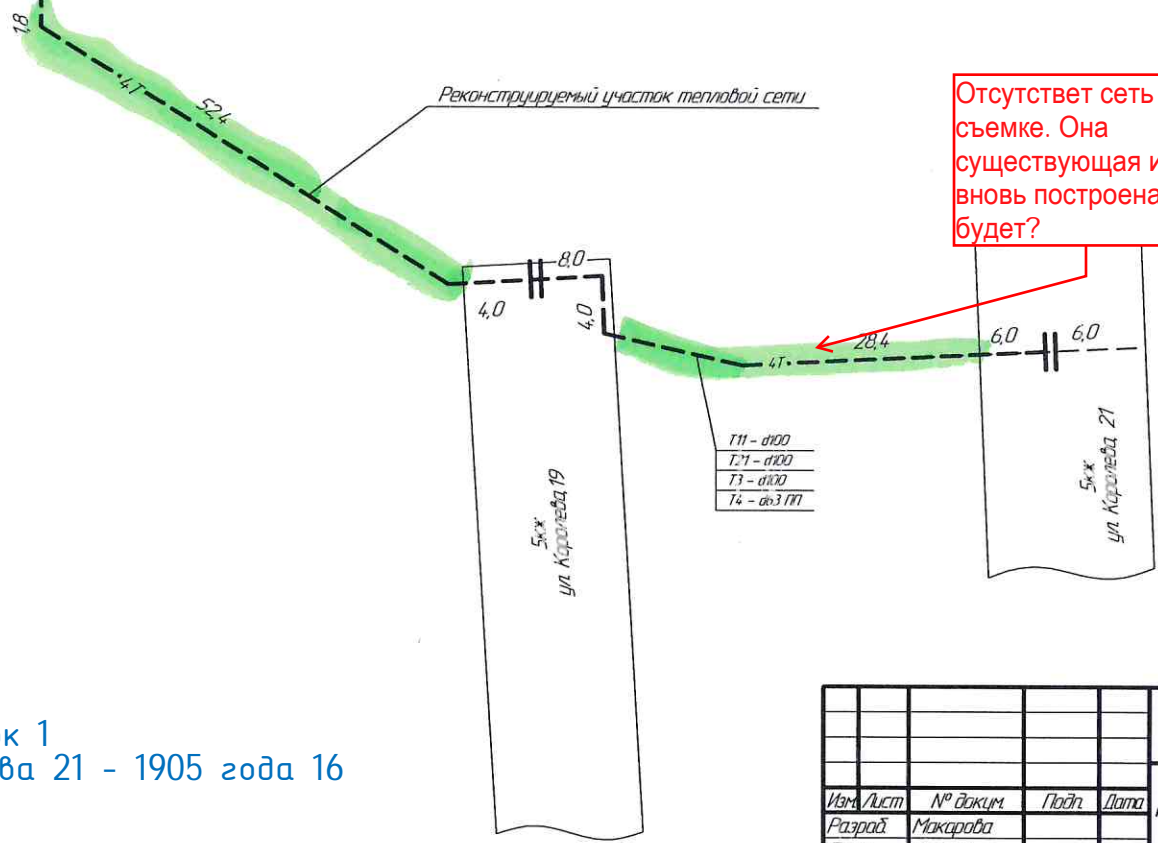 1,8
4Т
52,4
Реконструируемый участок тепловой сети
Отсутствет сеть
съемке. Она
существующая и
вновь построена
будет?
8,0
4,0
4,0
28,4
6,0
6,0
4Т
Т11 - d100
Т21 - d100
Т3 - d100
Т4 - d63 ПП
5кж
ул. Королева, 19
5кж
ул. Королева, 21
к 1
ва 21 - 1905 года 16
Изм. Лист № докум. Подп. Дата
Разраб. Макарова